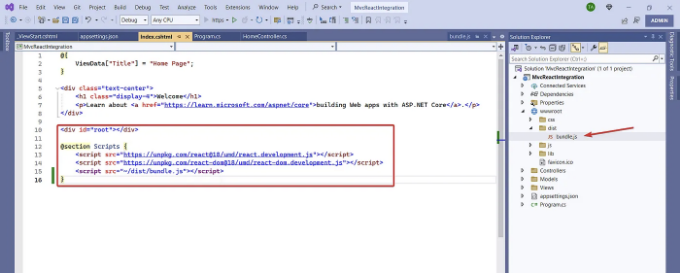 File Edit View Git Project Build Debug Test Analyze Tools Extensions Window Help Search MvcReactIntegration
Debug Any CPU https ADMIN
_ViewStart.cshtml appsettings.json Index.cshtml Program.cs HomeController.cs bundle.js
MvcReactIntegration
1 @{
2 ViewData["Title"] = "Home Page";
3 }
4
5 <div class="text-center">
6 <h1 class="display-4">Welcome</h1>
7 <p>Learn about <a href="https://learn.microsoft.com/aspnet/core">building Web apps with ASP.NET Core</a>.</p>
8 </div>
9
10 <div id="root"></div>
11
12 @section Scripts {
13 <script src="https://unpkg.com/react@18/umd/react.development.js"></script>
14 <script src="https://unpkg.com/react-dom@18/umd/react-dom.development.js"></script>
15 <script src="~/dist/bundle.js"></script>
16 }
Toolbox
Solution Explorer
Search Solution Explorer (Ctrl+;)
Solution 'MvcReactIntegration' (1 of 1 project)
MvcReactIntegration
Connected Services
Dependencies
Properties
wwwroot
css
dist
bundle.js
js
lib
favicon.ico
Controllers
Models
Views
appsettings.json
Program.cs
Diagnostic Tools
Properties